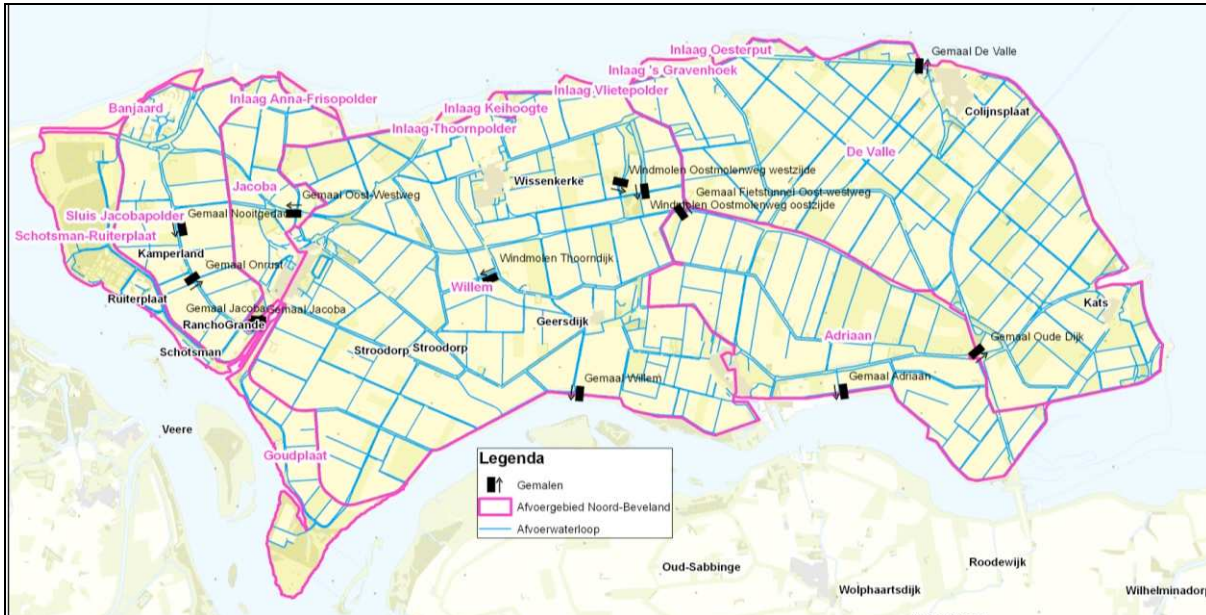 Inlaag Oesterput
Gemaal De Valle
Inlaag 's Gravenhoek
Inlaag Vlietepolder
Inlaag Anna-Frisopolder
Banjaard
Inlaag Keihoogte
Colijnsplaat
Inlaag Thoornpolder
De Valle
Windmolen Oostmolenweg westzijde
Wissenkerke
Jacoba
Gemaal Oost-Westweg
Gemaal Fietstunnel Oost-westweg
Windmolen Oostmolenweg oostzijde
Sluis Jacobapolder
Gemaal Nooitgedac
Schotsman-Ruiterplaat
Kamperland
Windmolen Thoorndijk
Gemaal Onrust
Willem
Ruiterplaat
Kats
Gemaal Jacoba
Gemaal Jacoba
RanchoGrande
Geersdijk
Adriaan
Gemaal Oude Dijk
Schotsman
Stroodorp
Stroodorp
Gemaal Willem
Gemaal Adriaan
Veere
Goudplaat
Legenda
Gemalen
Afvoergebied Noord-Beveland
Afvoerwaterloop
Oud-Sabbinge
Roodewijk
Wolphaartsdijk
Wilhelminadorp